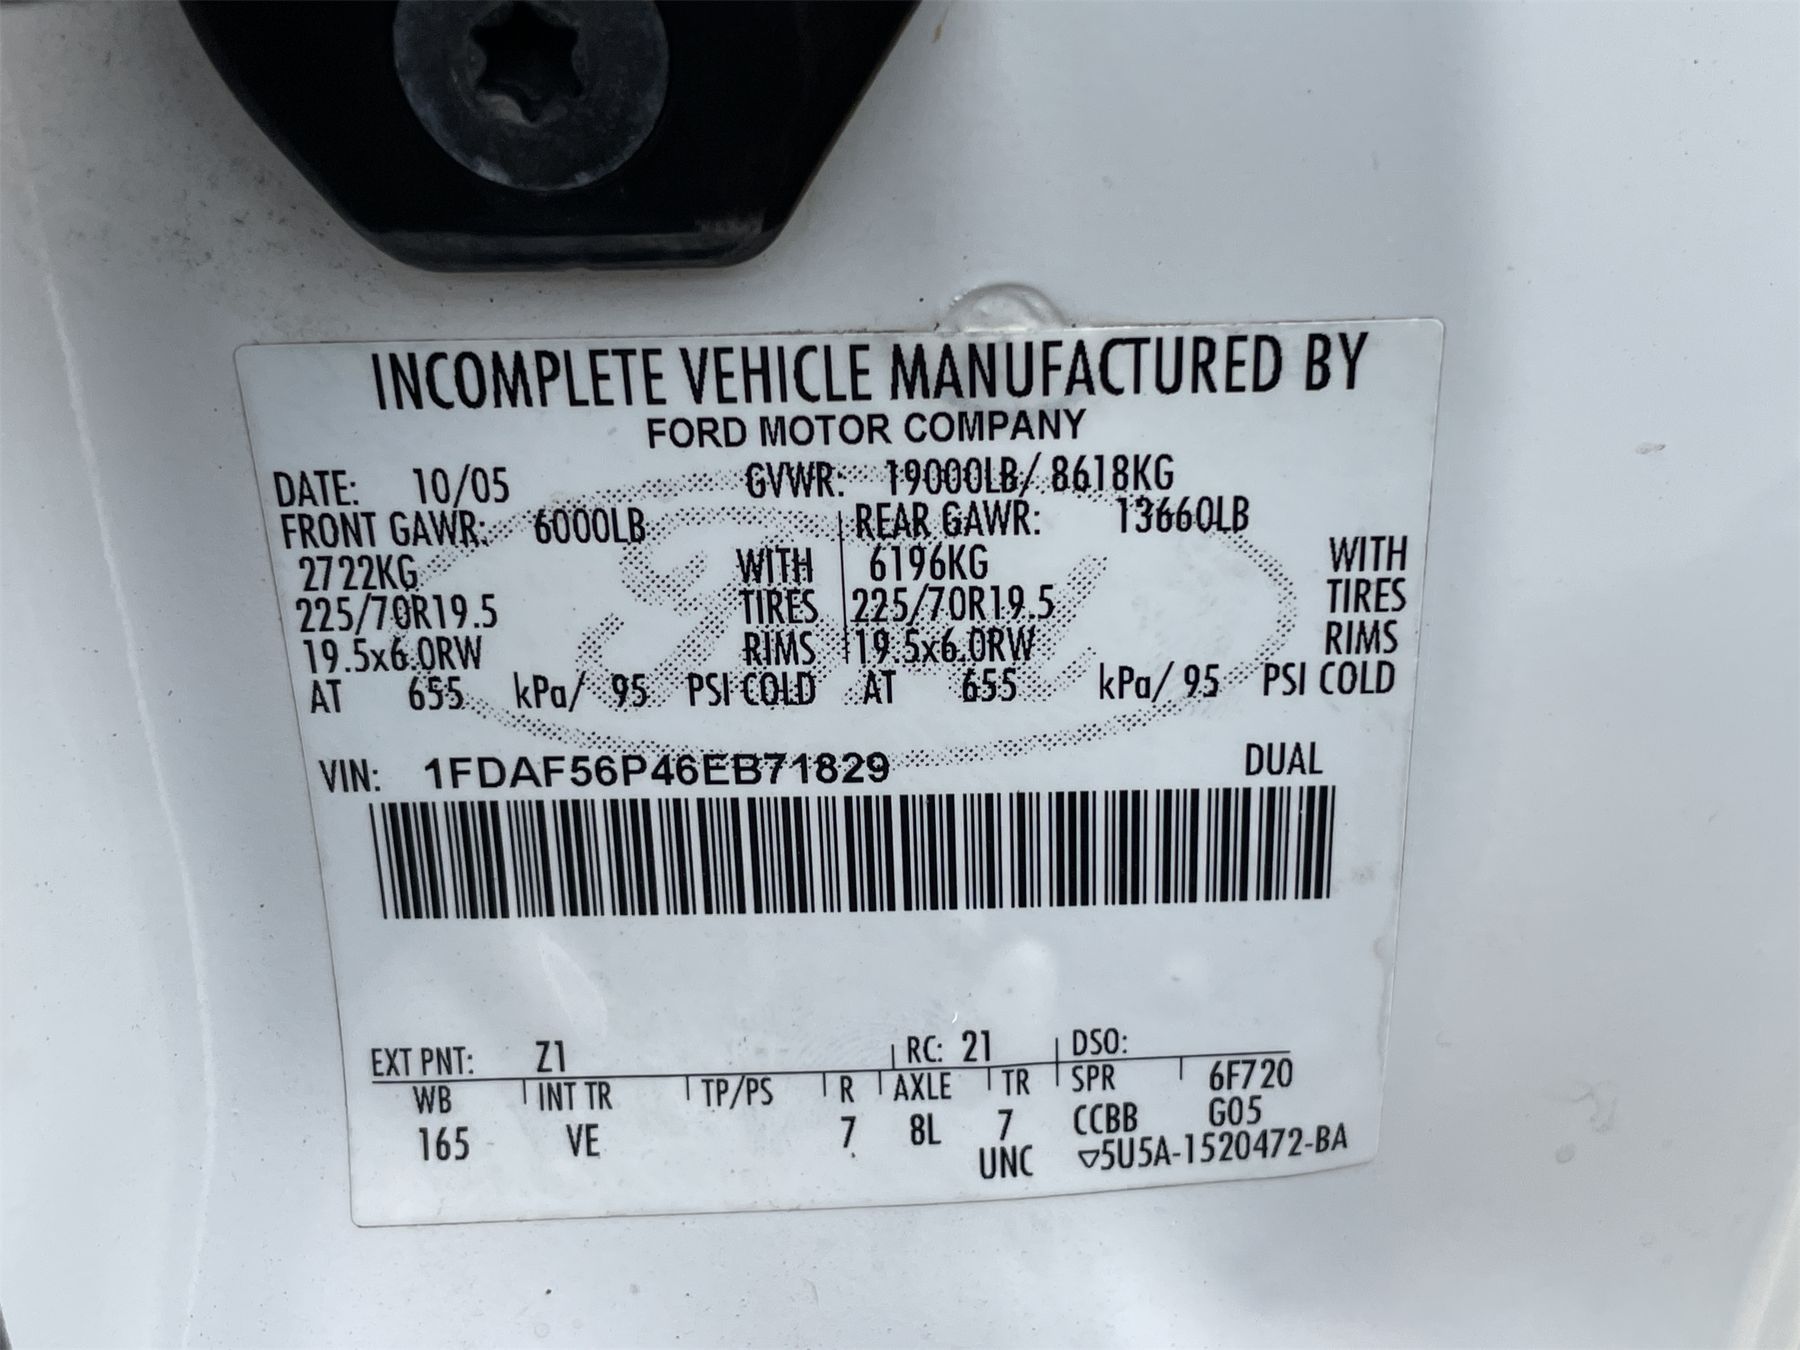 INCOMPLETE VEHICLE MANUFACTURED BY
FORD MOTOR COMPANY
DATE: 10/05 GVWR: 19000LB/ 8618KG
FRONT GAWR: 6000LB REAR GAWR: 13660LB
2722KG WITH 6196KG WITH
225/70R19.5 TIRES 225/70R19.5 TIRES
19.5x6.0RW RIMS 19.5x6.0RW RIMS
AT 655 kPa/ 95 PSI COLD AT 655 kPa/ 95 PSI COLD
VIN: 1FDAF56P46EB71829 DUAL
EXT PNT: Z1 RC: 21 DSO:
WB INT TR TP/PS R AXLE TR SPR 6F720
165 VE 7 8L 7 CCBB G05
UNC ▽5U5A-1520472-BA